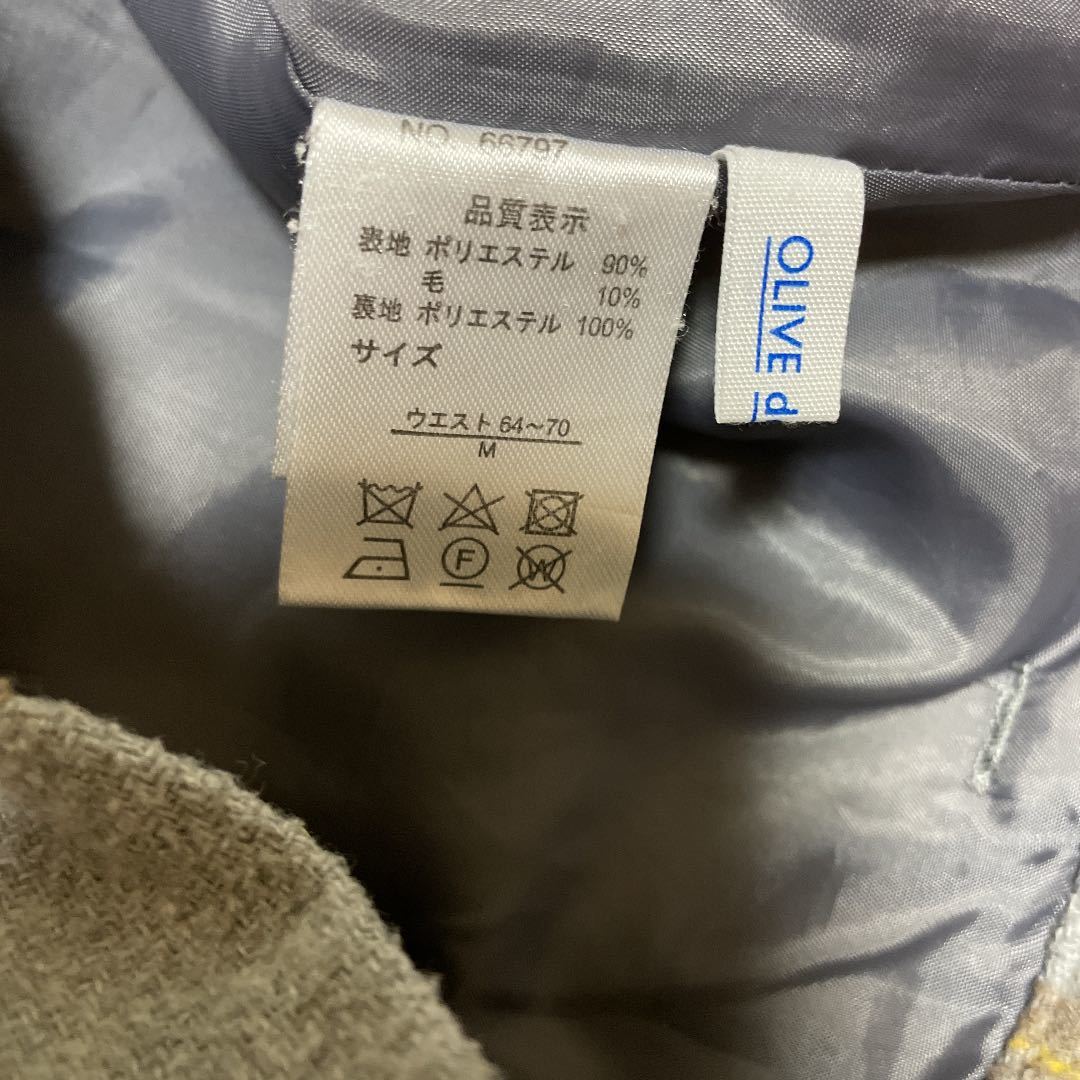 NO. 66797
品質表示
表地 ポリエステル 90%
毛 10%
裏地 ポリエステル 100%
サイズ
ウエスト 64～70
M
F
W
OLIVE d